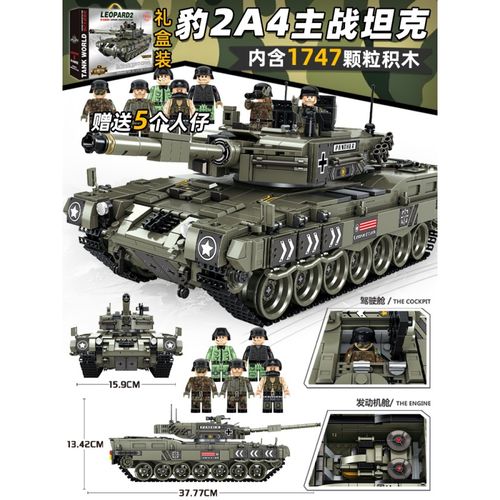 LEOPARD2
TANK WORLD
礼盒装
豹2A4主战坦克
内含1747颗粒积木
赠送5个人仔
PANTHER
驾驶舱 / THE COCKPIT
15.9CM
发动机舱 / THE ENGINE
13.42CM
37.77CM